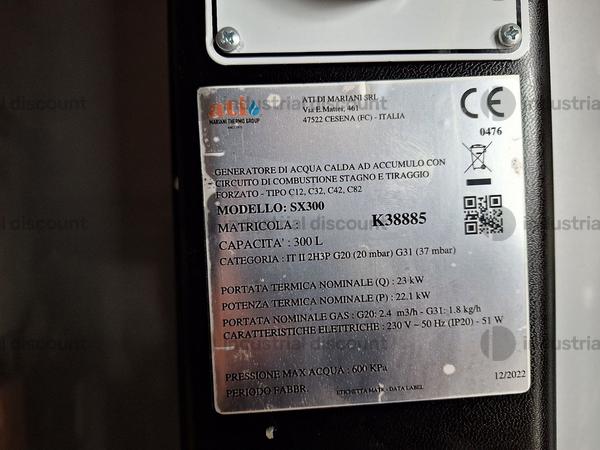 ati
MARIANI THERMO GROUP
ATI DI MARIANI SRL
Via E.Mattei, 461
47522 CESENA (FC) - ITALIA
CE
0476
GENERATORE DI ACQUA CALDA AD ACCUMULO CON
CIRCUITO DI COMBUSTIONE STAGNO E TIRAGGIO
FORZATO - TIPO C12, C32, C42, C82
MODELLO: SX300
MATRICOLA : K38885
CAPACITA' : 300 L
CATEGORIA : IT II 2H3P G20 (20 mbar) G31 (37 mbar)
PORTATA TERMICA NOMINALE (Q) : 23 kW
POTENZA TERMICA NOMINALE (P) : 22.1 kW
PORTATA NOMINALE GAS : G20: 2.4 m3/h - G31: 1.8 kg/h
CARATTERISTICHE ELETTRICHE : 230 V ~ 50 Hz (IP20) - 51 W
PRESSIONE MAX ACQUA : 600 KPa
PERIODO FABBR. 12/2022
ETICHETTA MATR - DATA LABEL
industrial discount